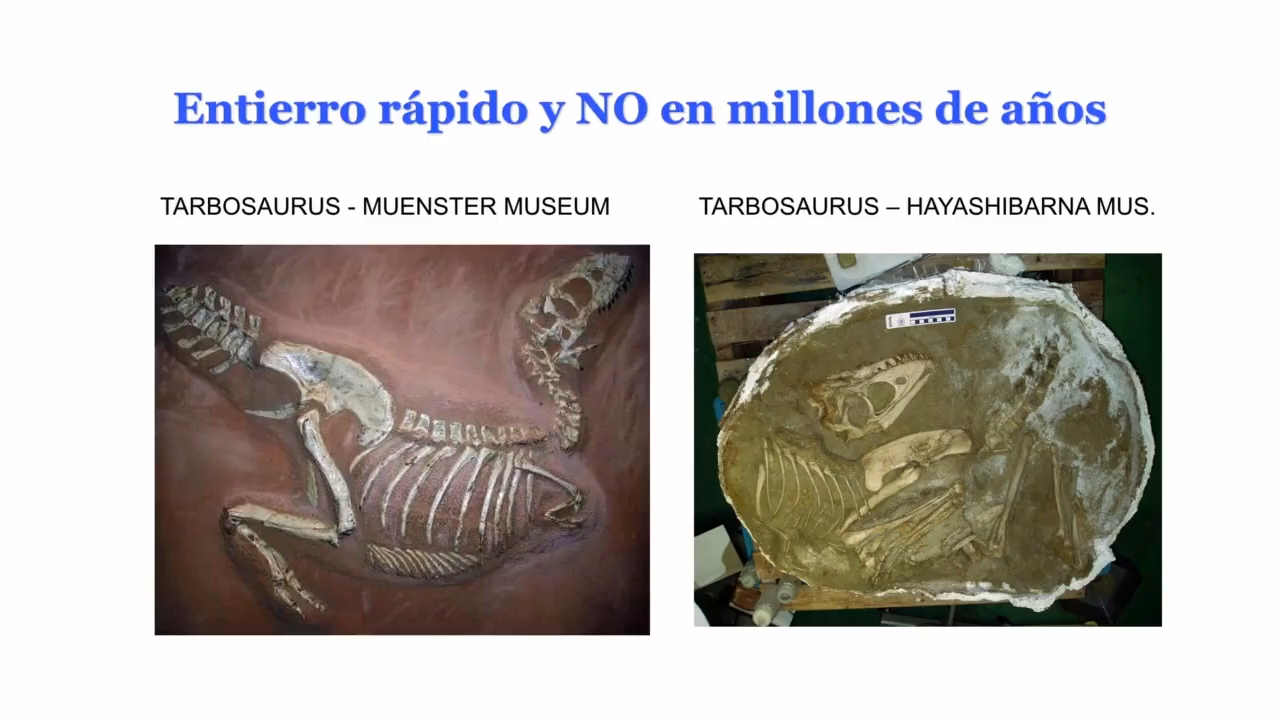 Entierro rápido y NO en millones de años
TARBOSAURUS - MUENSTER MUSEUM
TARBOSAURUS – HAYASHIBARNA MUS.